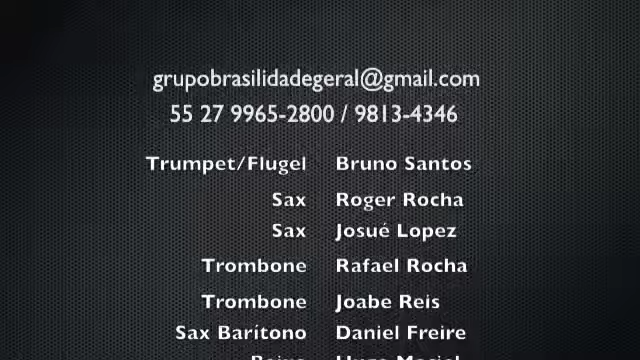 grupobrasilidadegeral@gmail.com
55 27 9965-2800 / 9813-4346
Trumpet/Flugel Bruno Santos
Sax Roger Rocha
Sax Josué Lopez
Trombone Rafael Rocha
Trombone Joabe Reis
Sax Barítono Daniel Freire